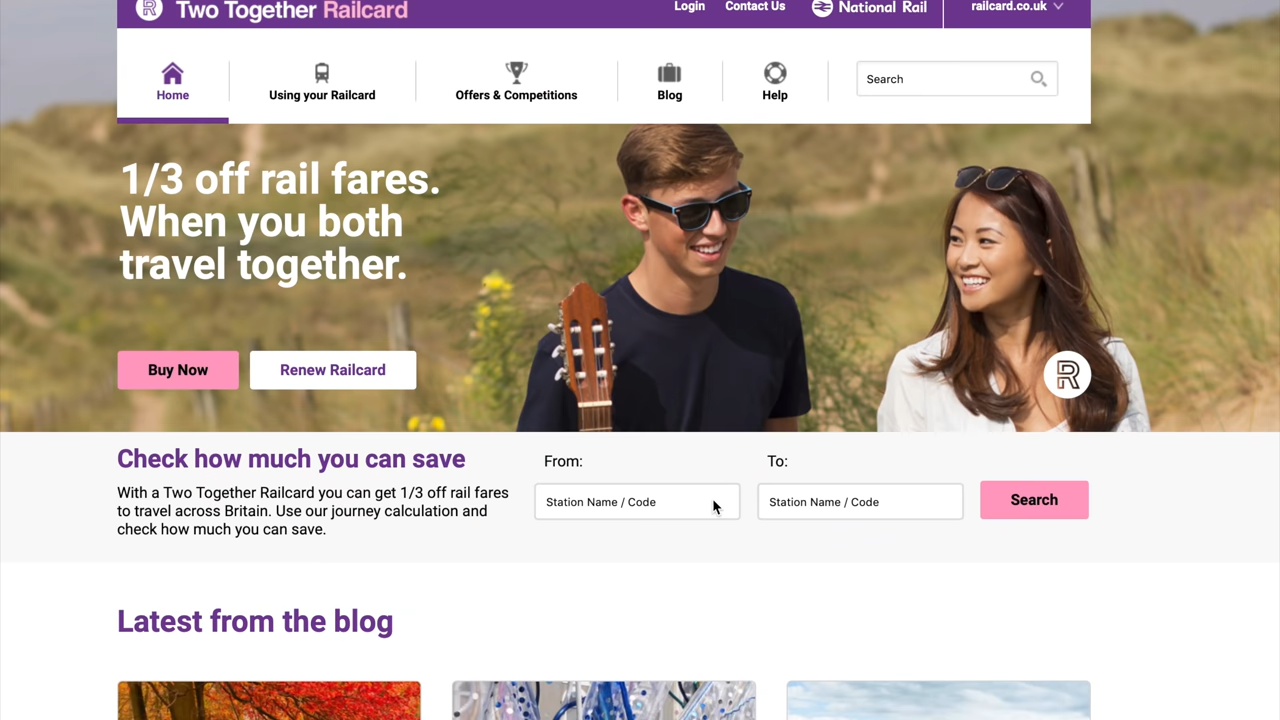 Two Together Railcard
Login
Contact Us
National Rail
railcard.co.uk
Home
Using your Railcard
Offers & Competitions
Blog
Help
Search
1/3 off rail fares.
When you both
travel together.
Buy Now
Renew Railcard
R
Check how much you can save
With a Two Together Railcard you can get 1/3 off rail fares
to travel across Britain. Use our journey calculation and
check how much you can save.
From:
Station Name / Code
To:
Station Name / Code
Search
Latest from the blog